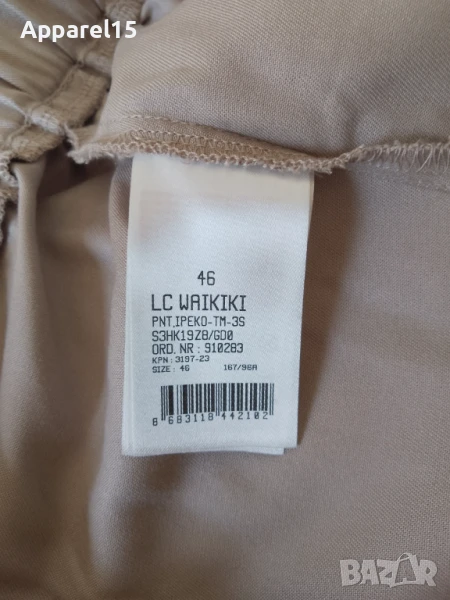 Apparel15
46
LC WAIKIKI
PNT,IPEKO-TM-3S
S3HK19Z8/GD0
ORD. NR : 910283
KPN : 3197-23
SIZE : 46 167/96A
8 683118 442102
BAZAR